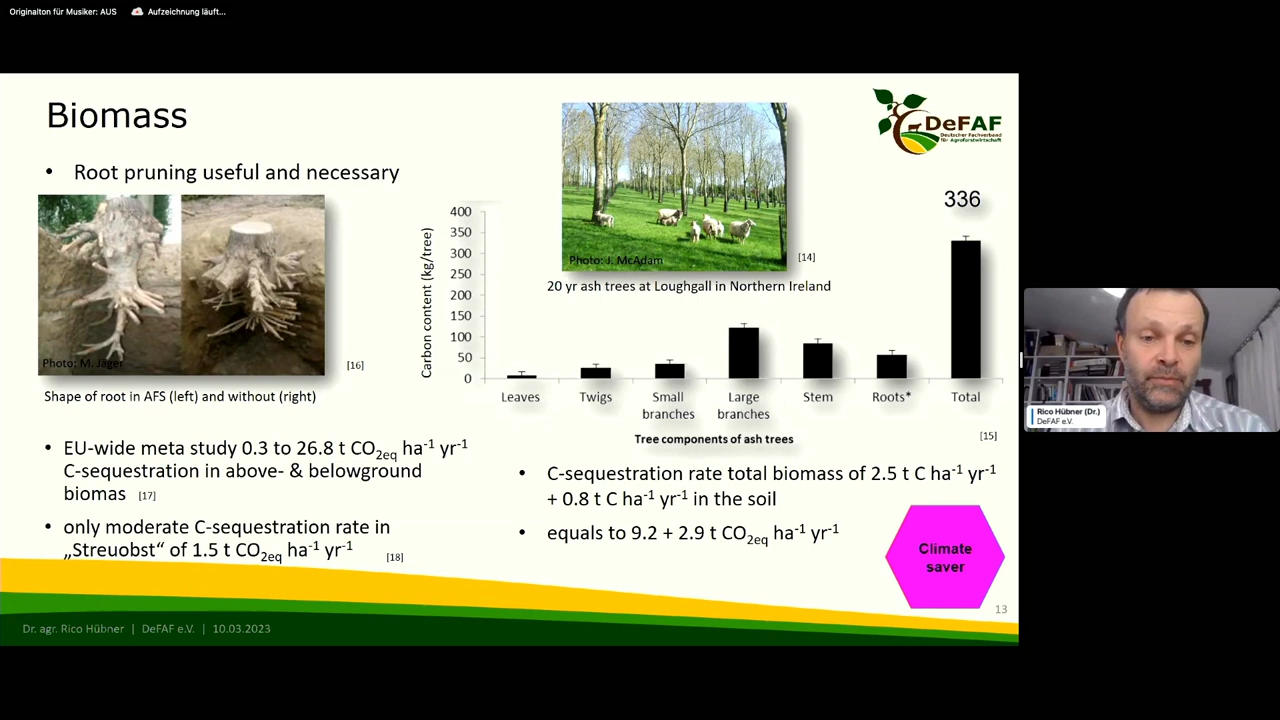 Originalton für Musiker: AUS
Aufzeichnung läuft...
Biomass
DeFAF
Deutscher Fachverband
für Agroforstwirtschaft
• Root pruning useful and necessary
Photo: M. Jäger
[16]
Shape of root in AFS (left) and without (right)
Photo: J. McAdam
[14]
20 yr ash trees at Loughgall in Northern Ireland
336
Carbon content (kg/tree)
400
350
300
250
200
150
100
50
0
Leaves
Twigs
Small
branches
Large
branches
Stem
Roots*
Total
Tree components of ash trees
[15]
• EU-wide meta study 0.3 to 26.8 t CO2eq ha-1 yr-1
C-sequestration in above- & belowground
biomas [17]
• only moderate C-sequestration rate in
„Streuobst“ of 1.5 t CO2eq ha-1 yr-1 [18]
• C-sequestration rate total biomass of 2.5 t C ha-1 yr-1
+ 0.8 t C ha-1 yr-1 in the soil
• equals to 9.2 + 2.9 t CO2eq ha-1 yr-1
Climate
saver
13
Dr. agr. Rico Hübner | DeFAF e.V. | 10.03.2023
Rico Hübner (Dr.)
DeFAF e.V.